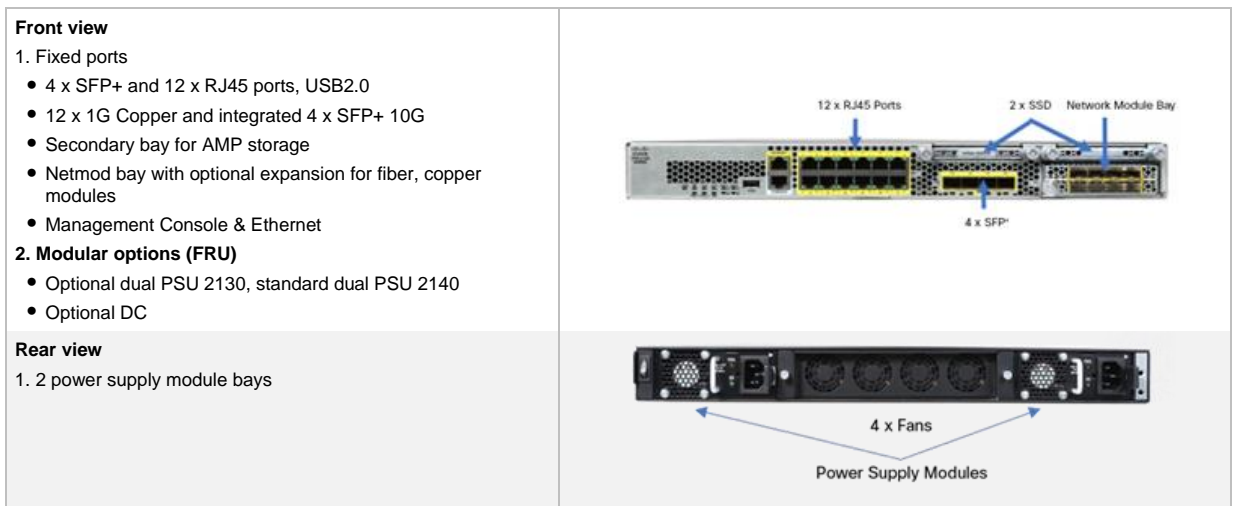 Front view
1. Fixed ports
● 4 x SFP+ and 12 x RJ45 ports, USB2.0
● 12 x 1G Copper and integrated 4 x SFP+ 10G
● Secondary bay for AMP storage
● Netmod bay with optional expansion for fiber, copper
modules
● Management Console & Ethernet
2. Modular options (FRU)
● Optional dual PSU 2130, standard dual PSU 2140
● Optional DC
12 x RJ45 Ports
2 x SSD
Network Module Bay
4 x SFP+
Rear view
1. 2 power supply module bays
4 x Fans
Power Supply Modules